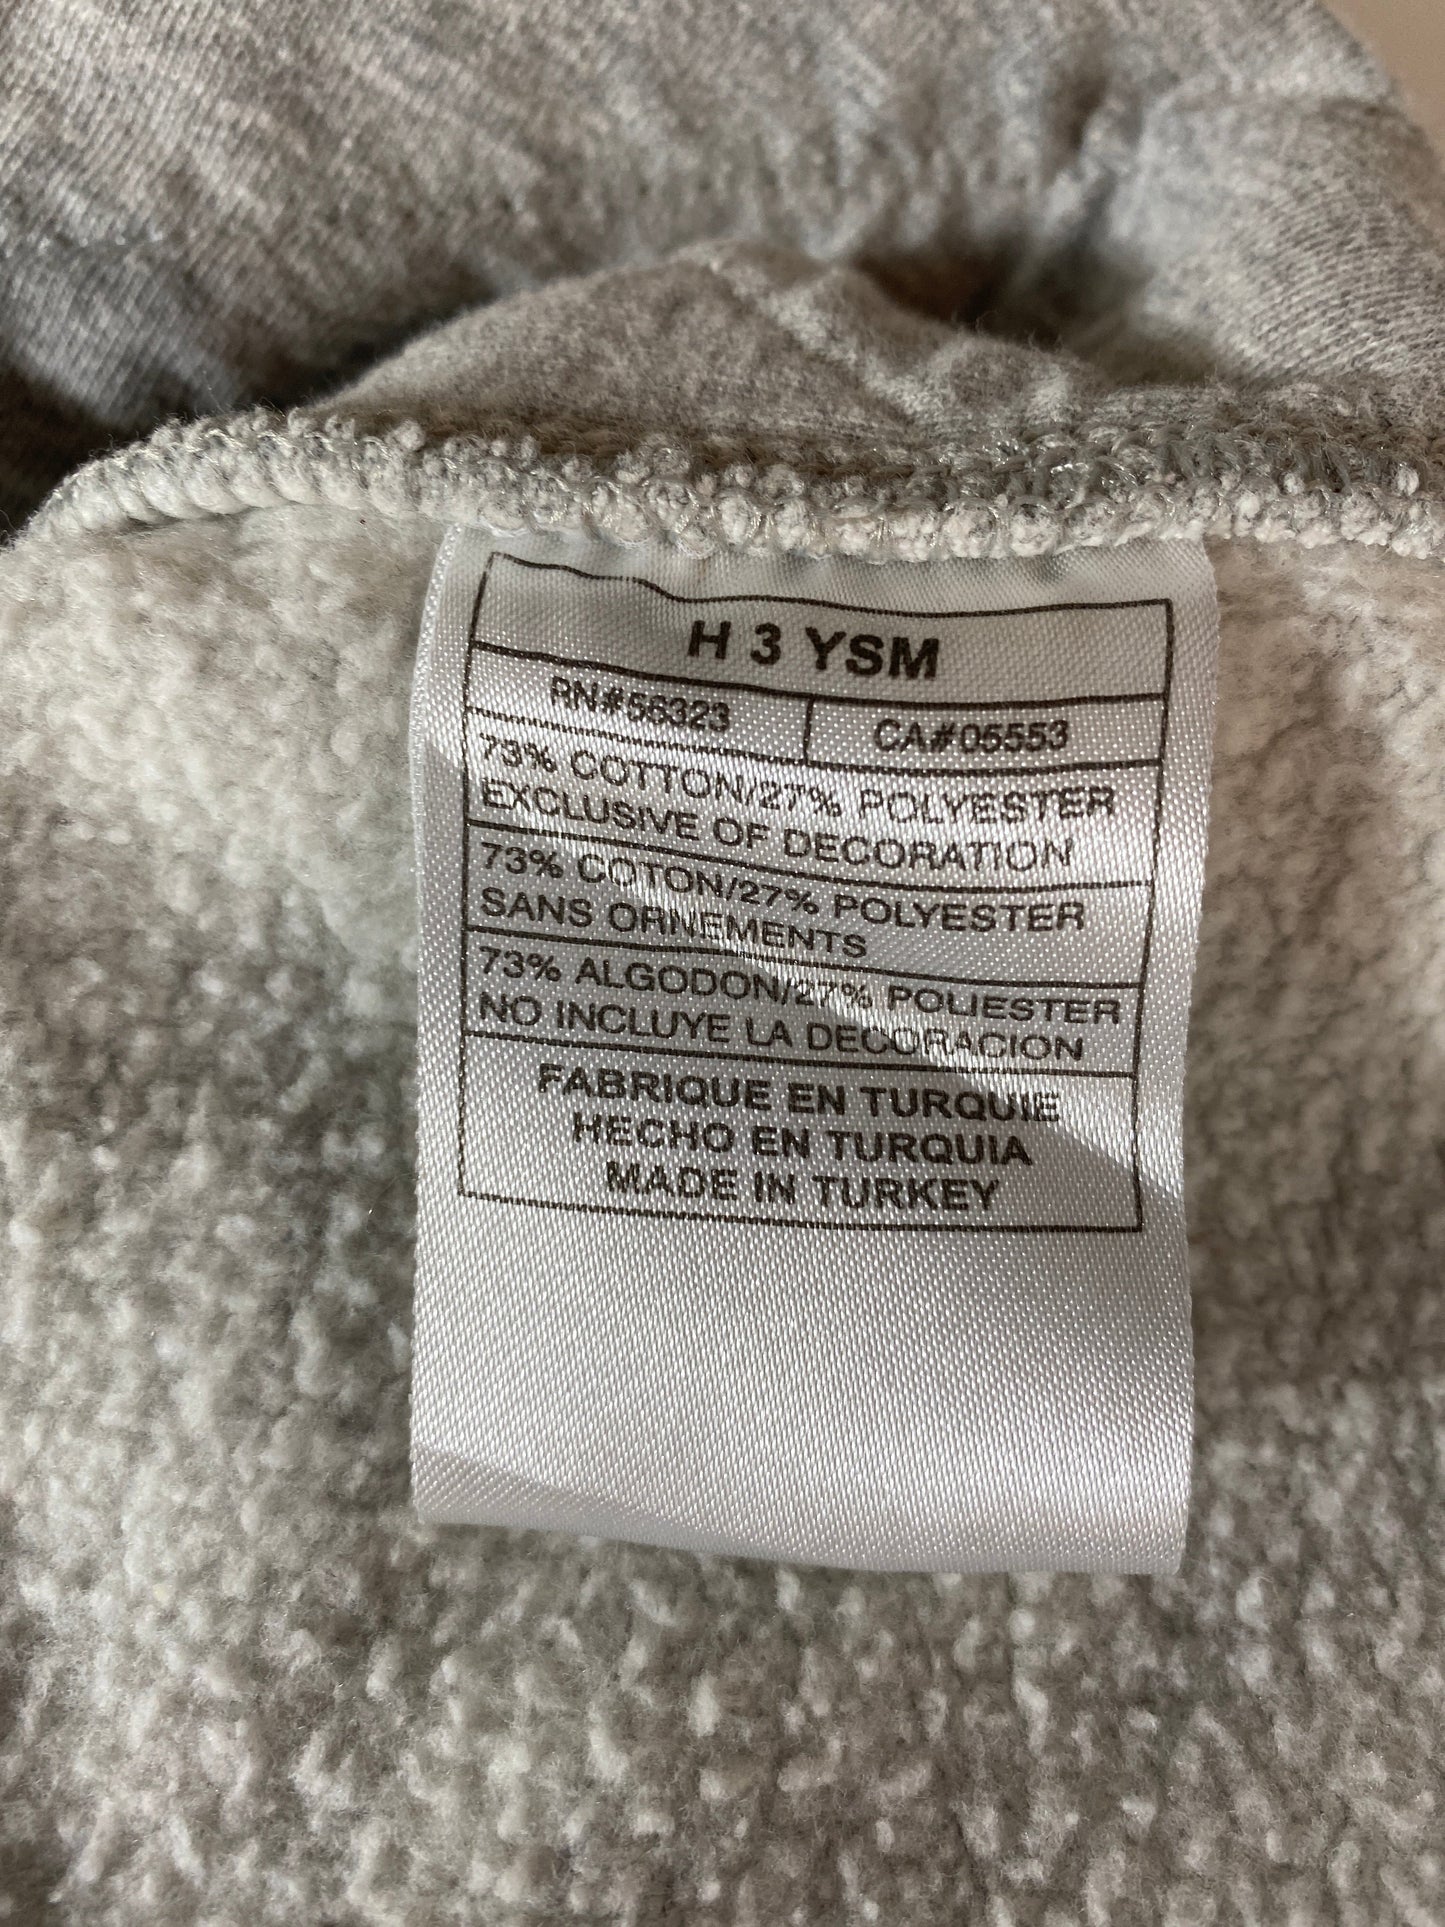 H 3 YSM
RN#56323 CA#05553
73% COTTON/27% POLYESTER
EXCLUSIVE OF DECORATION
73% COTON/27% POLYESTER
SANS ORNEMENTS
73% ALGODON/27% POLIESTER
NO INCLUYE LA DECORACION
FABRIQUE EN TURQUIE
HECHO EN TURQUIA
MADE IN TURKEY